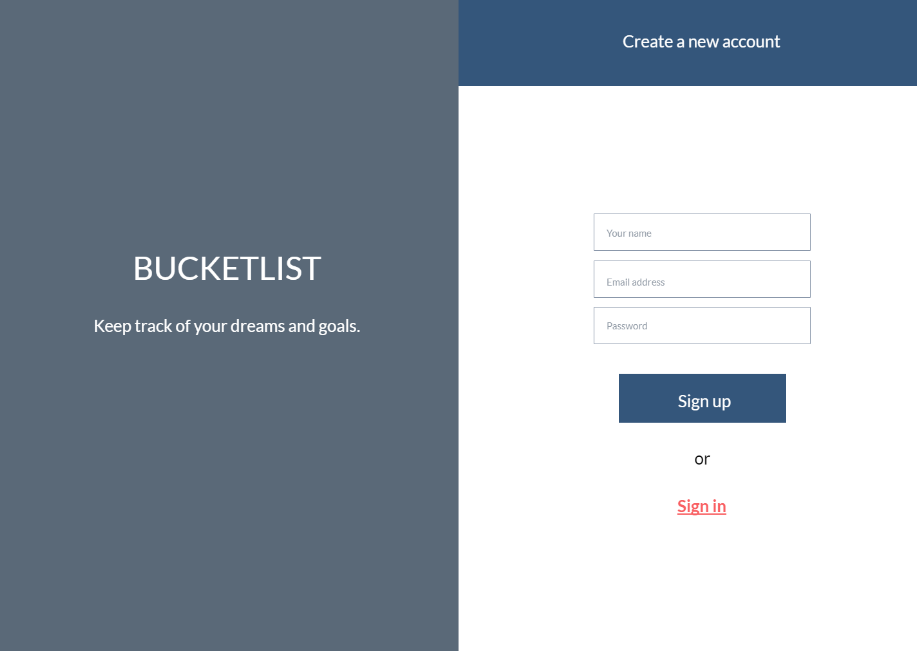 BUCKETLIST
Keep track of your dreams and goals.
Create a new account
Your name
Email address
Password
Sign up
or
Sign in